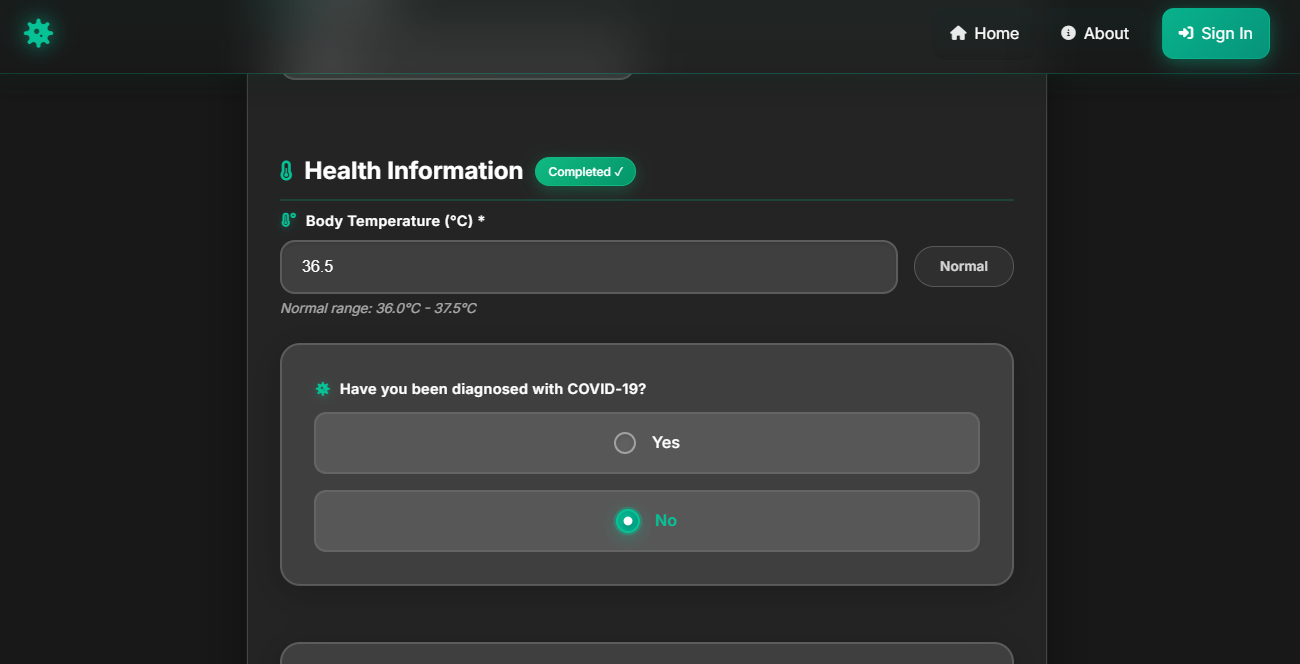 Home
About
Sign In
Health Information
Completed ✓
Body Temperature (°C) *
36.5
Normal
Normal range: 36.0°C - 37.5°C
Have you been diagnosed with COVID-19?
Yes
No